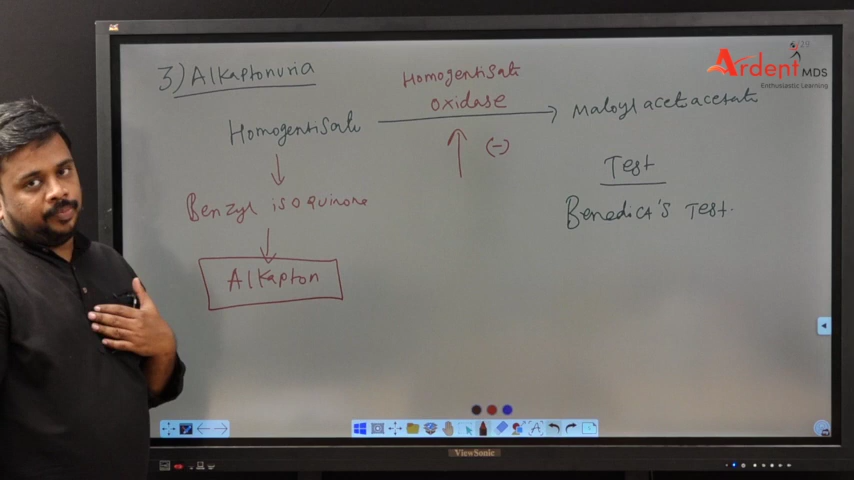 3) Alkaptonuria
Homogentisate
oxidase
Homogentisate
Maloyl acetoacetate
(-)
Benzyl isoquinone
Alkapton
Test
Benedict's Test.
Ardent MDS
Enthusiastic Learning
ViewSonic